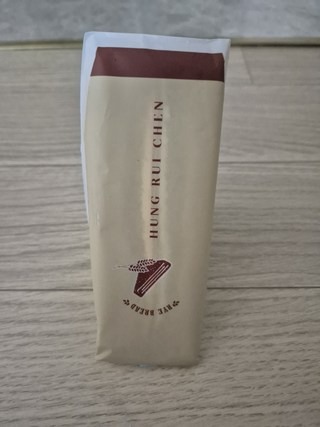 HUNG RUI CHEN
RYE BREAD